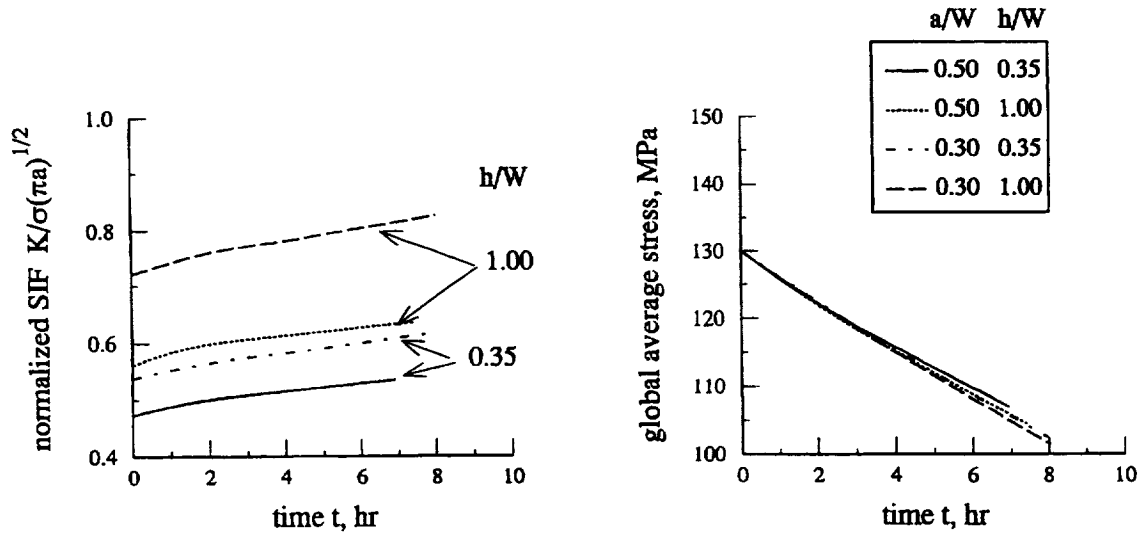 normalized SIF K/σ(πa)^1/2
1.0
0.8
0.6
0.4
0 2 4 6 8 10
time t, hr
h/W
1.00
0.35
a/W h/W
0.50 0.35
0.50 1.00
0.30 0.35
0.30 1.00
global average stress, MPa
150
140
130
120
110
100
0 2 4 6 8 10
time t, hr